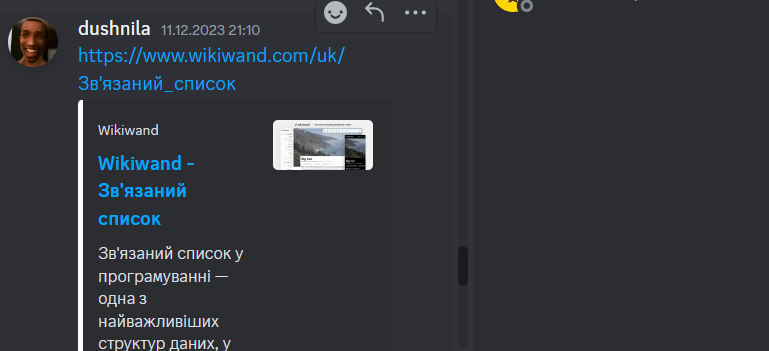 dushnila 11.12.2023 21:10
https://www.wikiwand.com/uk/
Зв'язаний_список
Wikiwand
Wikiwand -
Зв'язаний
список
Зв'язаний список у
програмуванні —
одна з
найважливіших
структур даних, у